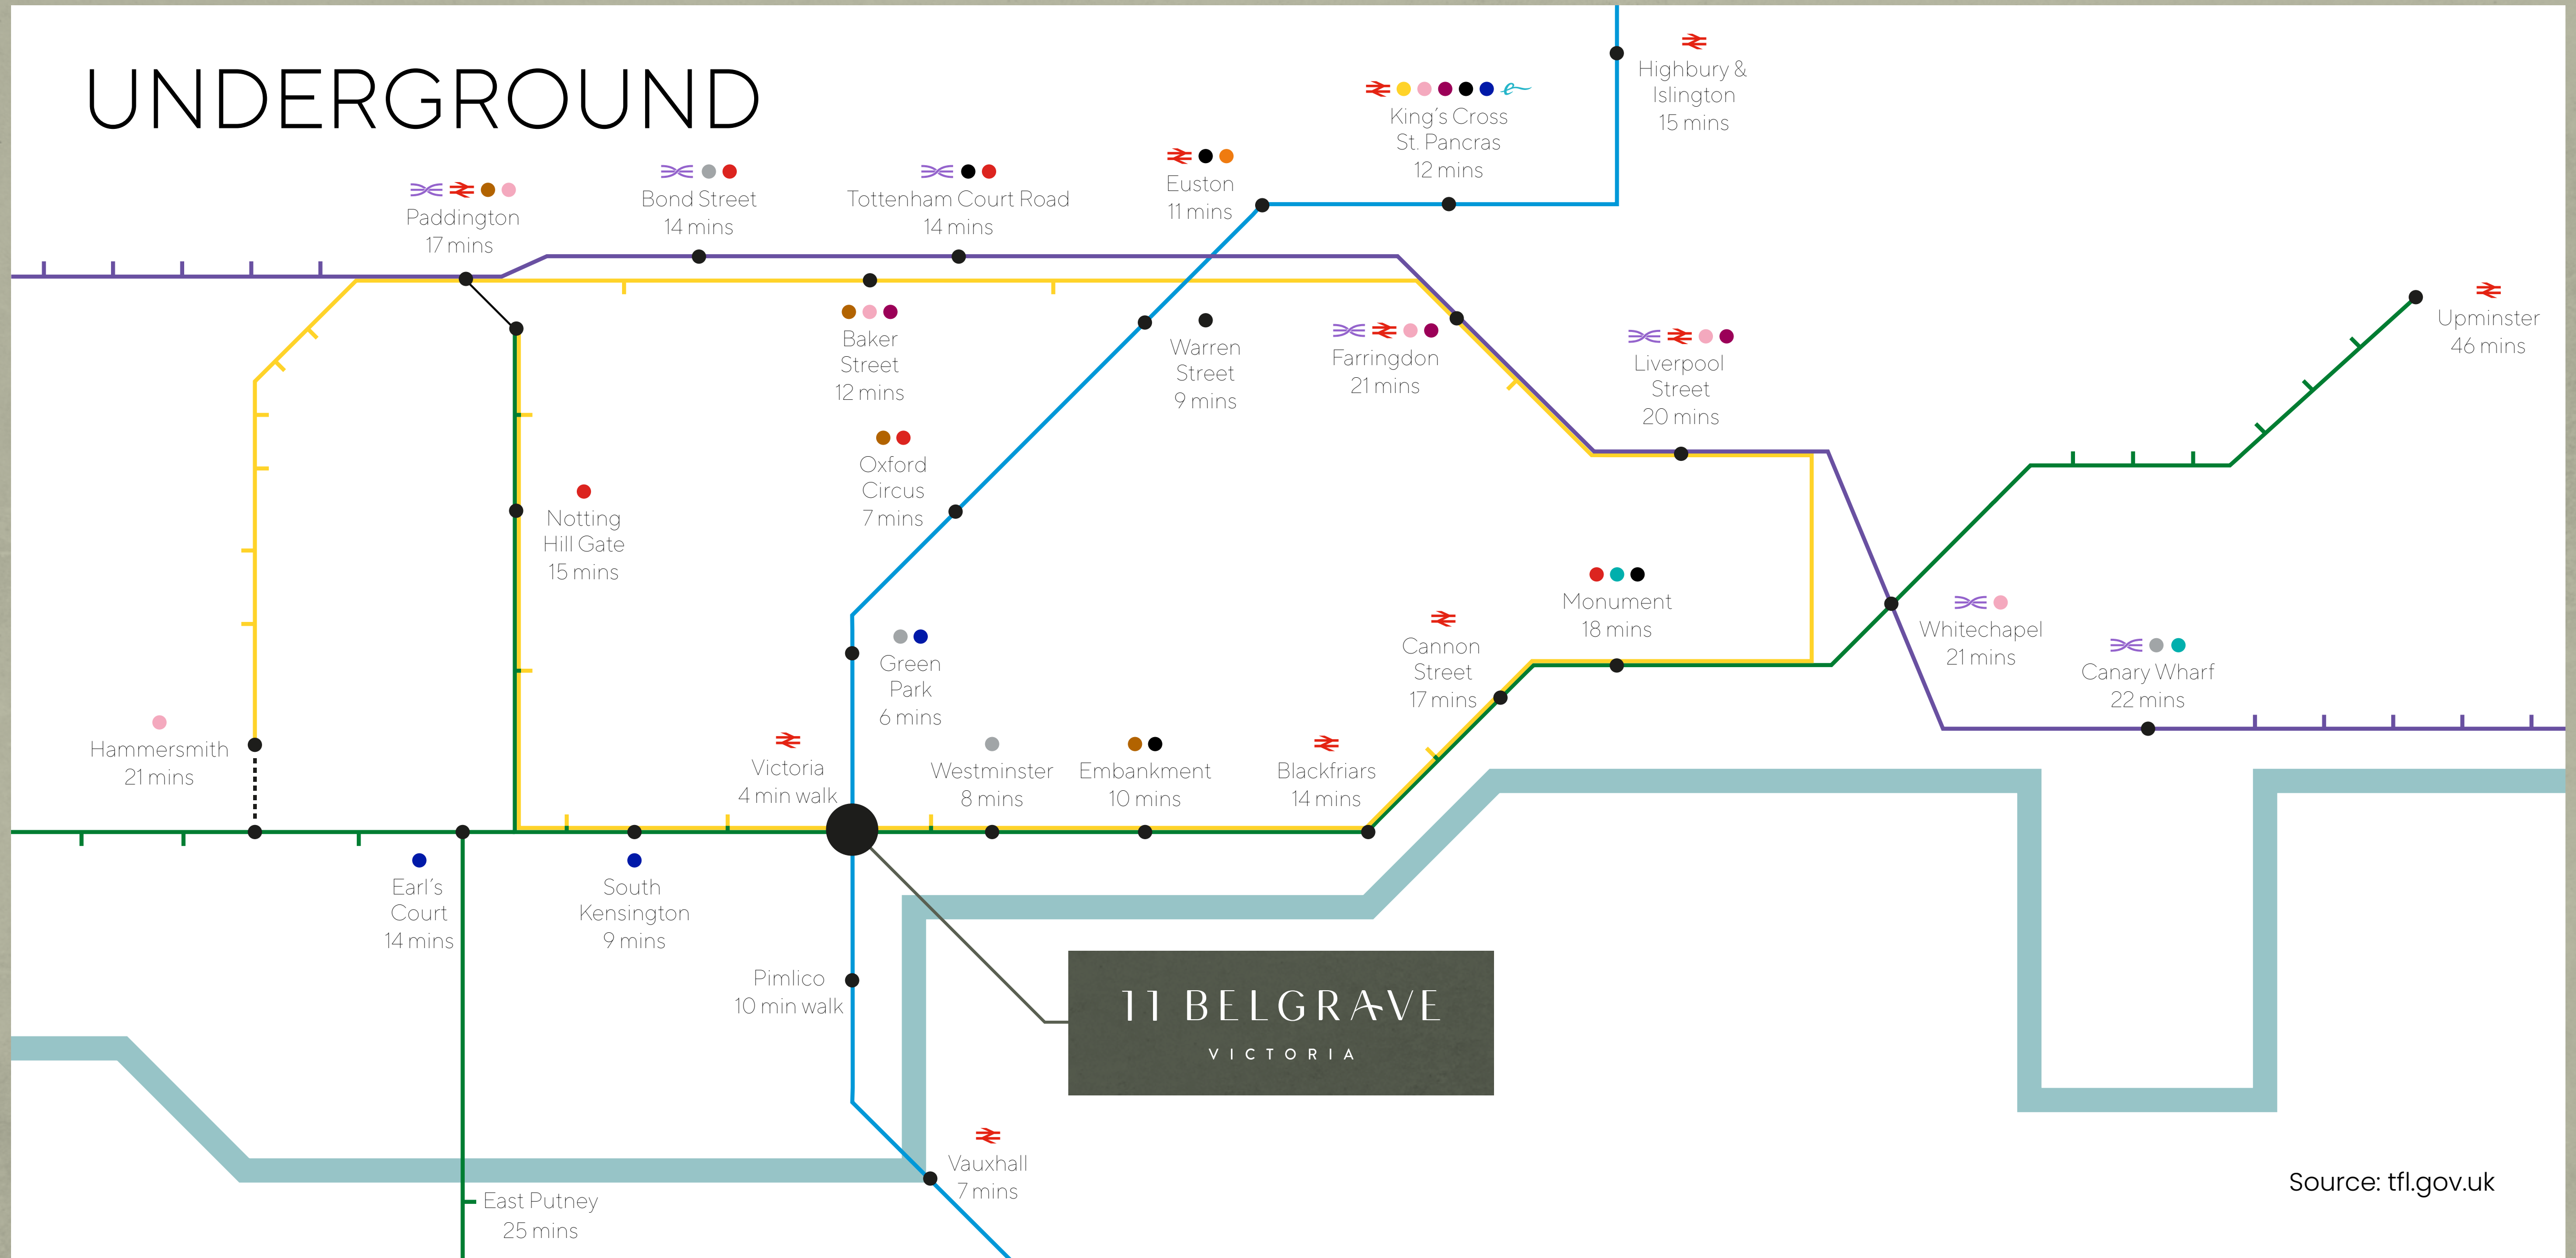 UNDERGROUND
Highbury &
Islington
15 mins
King's Cross
St. Pancras
12 mins
Euston
11 mins
Paddington
17 mins
Bond Street
14 mins
Tottenham Court Road
14 mins
Baker
Street
12 mins
Warren
Street
9 mins
Farringdon
21 mins
Liverpool
Street
20 mins
Upminster
46 mins
Oxford
Circus
7 mins
Notting
Hill Gate
15 mins
Monument
18 mins
Cannon
Street
17 mins
Whitechapel
21 mins
Canary Wharf
22 mins
Green
Park
6 mins
Hammersmith
21 mins
Victoria
4 min walk
Westminster
8 mins
Embankment
10 mins
Blackfriars
14 mins
Earl's
Court
14 mins
South
Kensington
9 mins
Pimlico
10 min walk
11 BELGRAVE
VICTORIA
Vauxhall
7 mins
East Putney
25 mins
Source: tfl.gov.uk